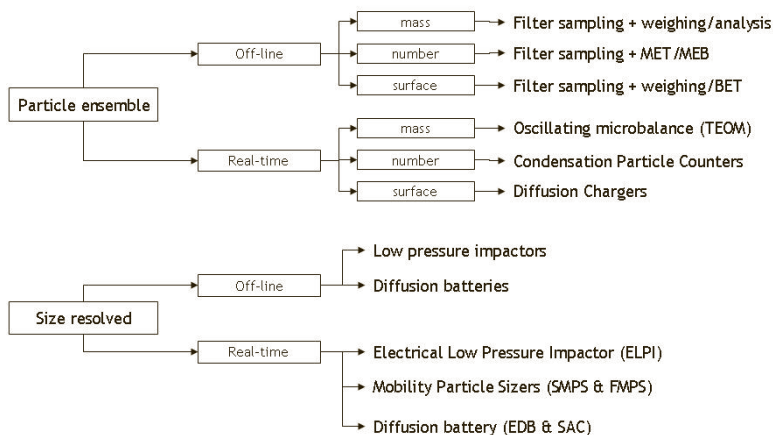 mass
Filter sampling + weighing/analysis
Off-line
number
Filter sampling + MET/MEB
surface
Filter sampling + weighing/BET
Particle ensemble
mass
Oscillating microbalance (TEOM)
Real-time
number
Condensation Particle Counters
surface
Diffusion Chargers
Low pressure impactors
Off-line
Diffusion batteries
Size resolved
Real-time
Electrical Low Pressure Impactor (ELPI)
Mobility Particle Sizers (SMPS & FMPS)
Diffusion battery (EDB & SAC)